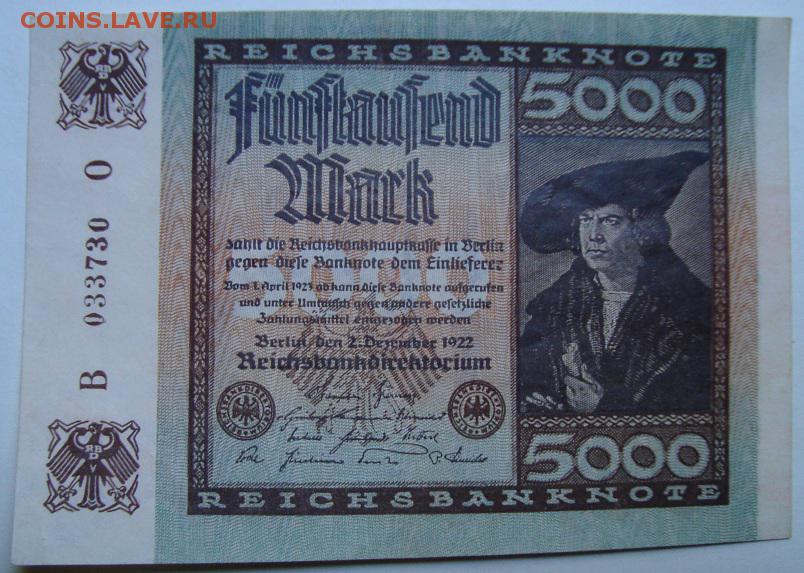 COINS.LAVE.RU
REICHSBANKNOTE
5000
Fünftausend
Mark
zahlt die Reichsbankhauptkasse in Berlin
gegen diese Banknote dem Einlieferer
Vom 1. April 1923 ab kann diese Banknote aufgerufen
und unter Umtausch gegen andere gesetzliche
Zahlungsmittel eingezogen werden
Berlin, den 2. Dezember 1922
Reichsbankdirektorium
5000
REICHSBANKNOTE
B 033730 O
RBD
RBD